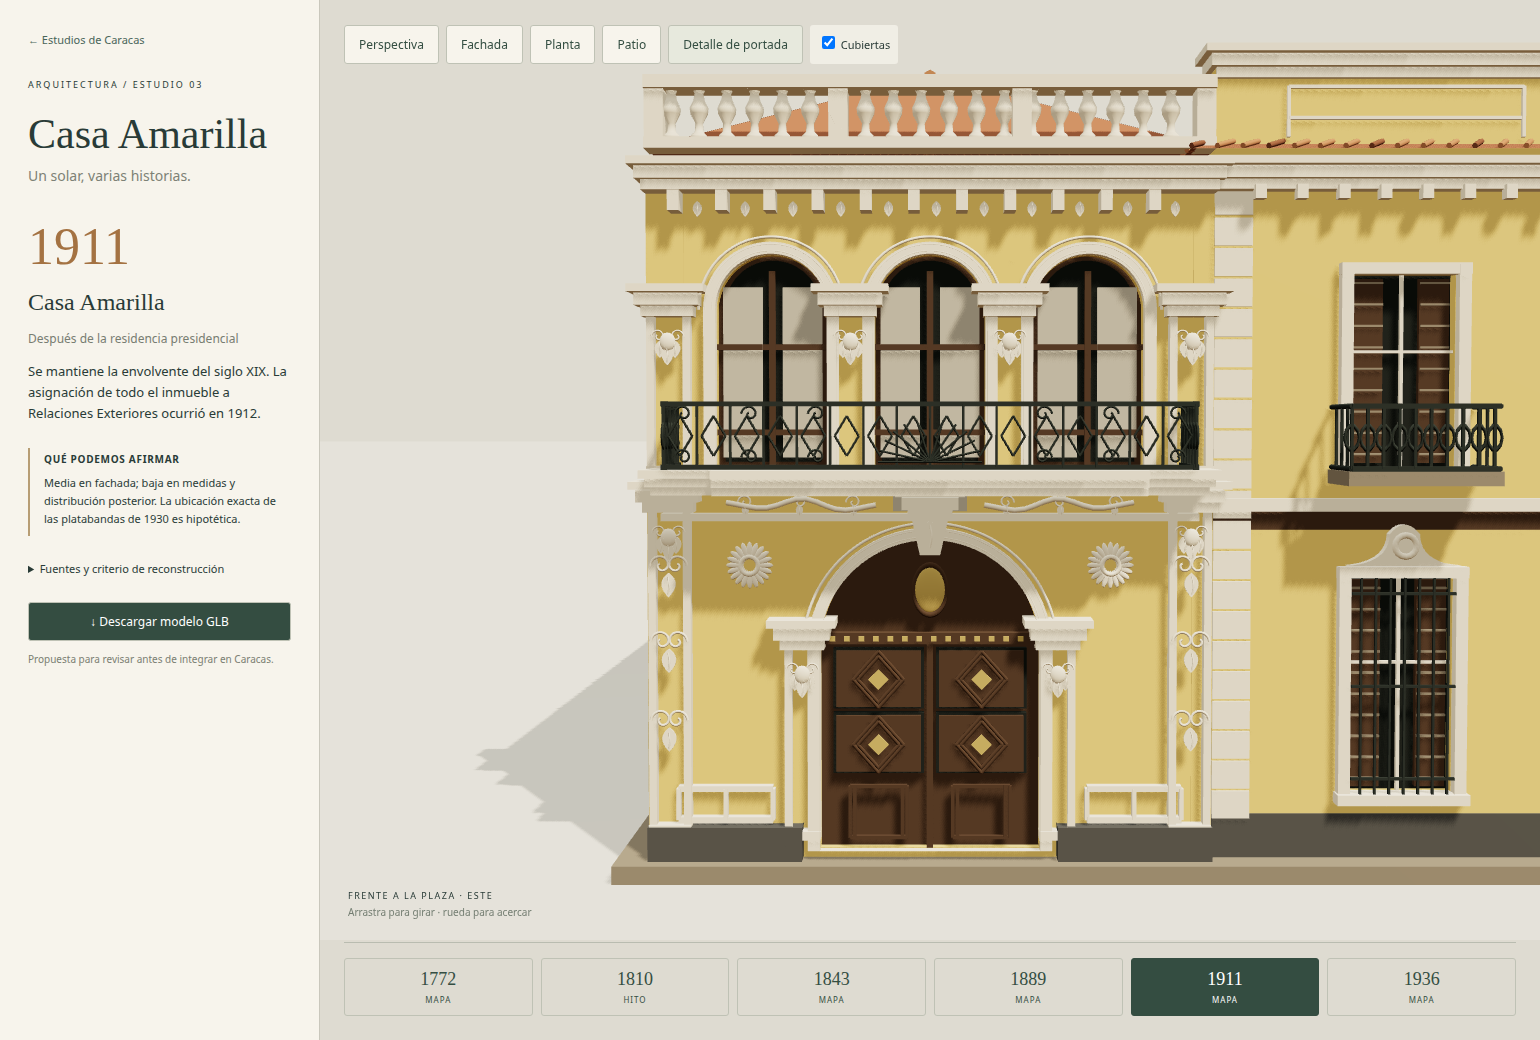 ← Estudios de Caracas
ARQUITECTURA / ESTUDIO 03
Casa Amarilla
Un solar, varias historias.
1911
Casa Amarilla
Después de la residencia presidencial
Se mantiene la envolvente del siglo XIX. La
asignación de todo el inmueble a
Relaciones Exteriores ocurrió en 1912.
QUÉ PODEMOS AFIRMAR
Media en fachada; baja en medidas y
distribución posterior. La ubicación exacta de
las platabandas de 1930 es hipotética.
▶ Fuentes y criterio de reconstrucción
↓ Descargar modelo GLB
Propuesta para revisar antes de integrar en Caracas.
Perspectiva
Fachada
Planta
Patio
Detalle de portada
Cubiertas
FRENTE A LA PLAZA · ESTE
Arrastra para girar · rueda para acercar
1772
MAPA
1810
HITO
1843
MAPA
1889
MAPA
1911
MAPA
1936
MAPA